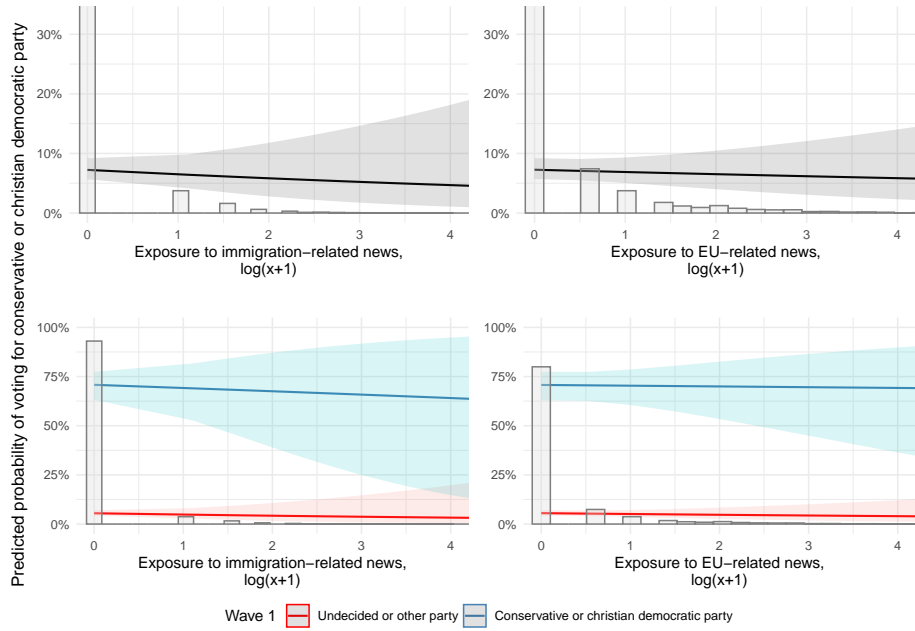 Predicted probability of voting for conservative or christian democratic party
30%
20%
10%
0%
0 1 2 3 4
Exposure to immigration−related news,
log(x+1)
30%
20%
10%
0%
0 1 2 3 4
Exposure to EU−related news,
log(x+1)
100%
75%
50%
25%
0%
0 1 2 3 4
Exposure to immigration−related news,
log(x+1)
100%
75%
50%
25%
0%
0 1 2 3 4
Exposure to EU−related news,
log(x+1)
Wave 1 Undecided or other party Conservative or christian democratic party